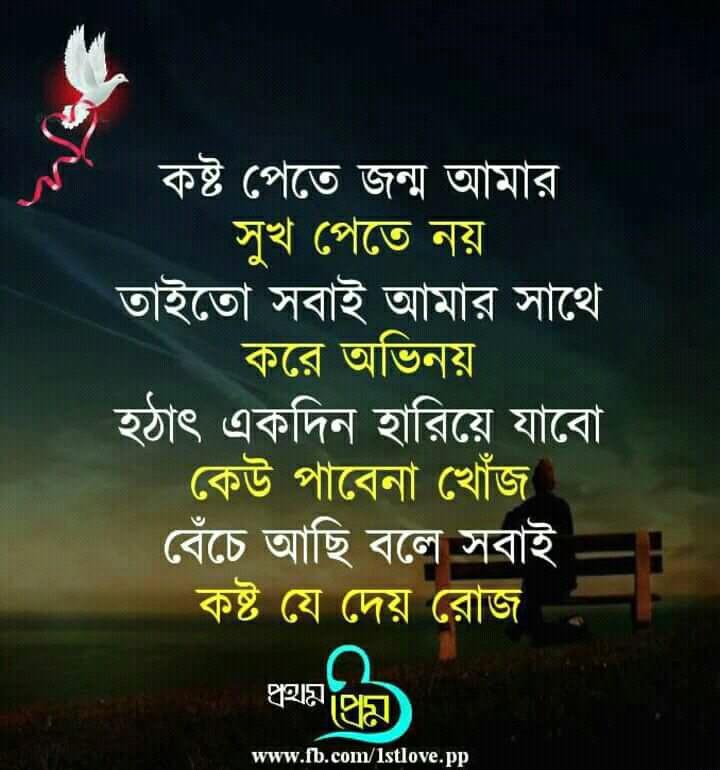 কষ্ট পেতে জন্ম আমার
সুখ পেতে নয়
তাইতো সবাই আমার সাথে
করে অভিনয়
হঠাৎ একদিন হারিয়ে যাবো
কেউ পাবেনা খোঁজ
বেঁচে আছি বলে সবাই
কষ্ট যে দেয় রোজ
প্রথম প্রেম
www.fb.com/1stlove.pp